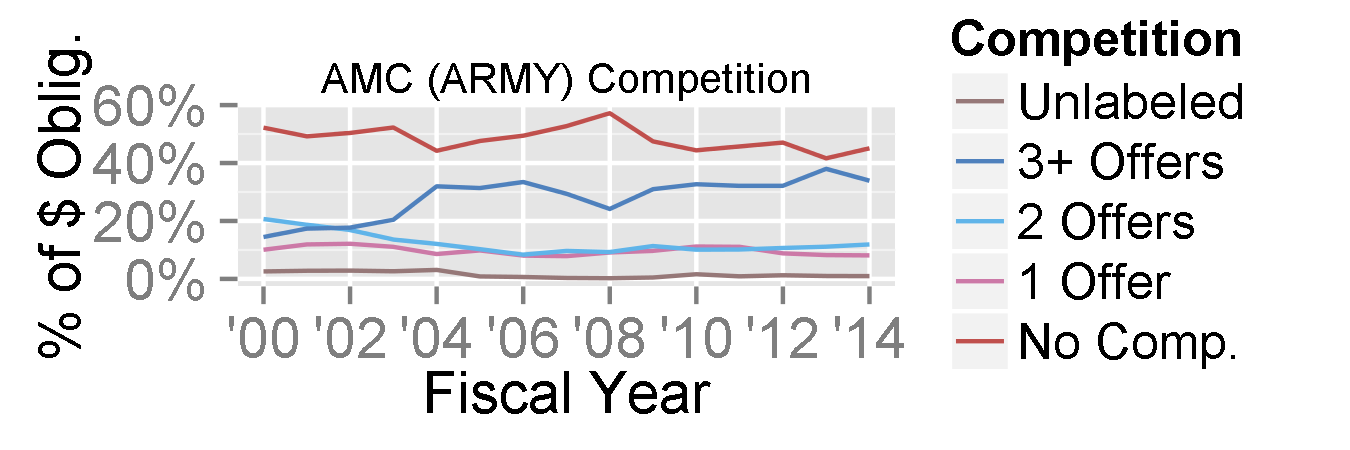 AMC (ARMY) Competition
% of $ Oblig.
60%
40%
20%
0%
'00 '02 '04 '06 '08 '10 '12 '14
Fiscal Year
Competition
Unlabeled
3+ Offers
2 Offers
1 Offer
No Comp.